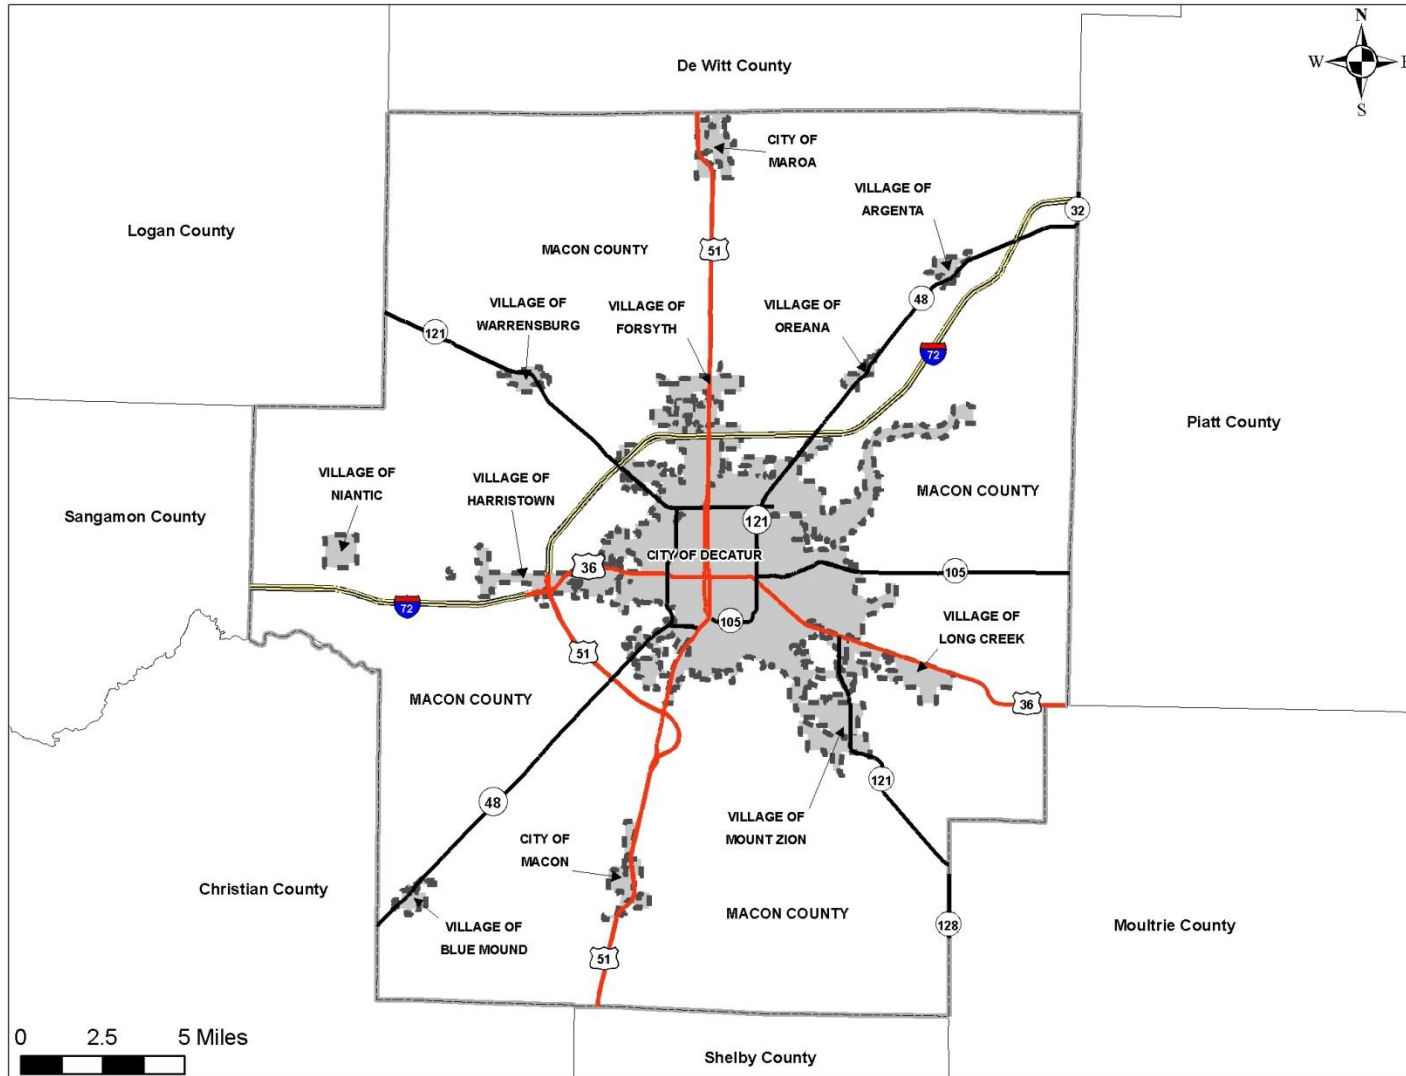 N
W
E
S
De Witt County
CITY OF
MAROA
VILLAGE OF
ARGENTA
32
Logan County
MACON COUNTY
51
VILLAGE OF
WARRENSBURG
VILLAGE OF
FORSYTH
VILLAGE OF
OREANA
48
121
72
Piatt County
VILLAGE OF
NIANTIC
VILLAGE OF
HARRISTOWN
MACON COUNTY
Sangamon County
121
CITY OF DECATUR
36
105
72
105
VILLAGE OF
LONG CREEK
51
MACON COUNTY
36
121
48
VILLAGE OF
MOUNT ZION
CITY OF
MACON
Christian County
MACON COUNTY
VILLAGE OF
BLUE MOUND
128
Moultrie County
51
0 2.5 5 Miles
Shelby County